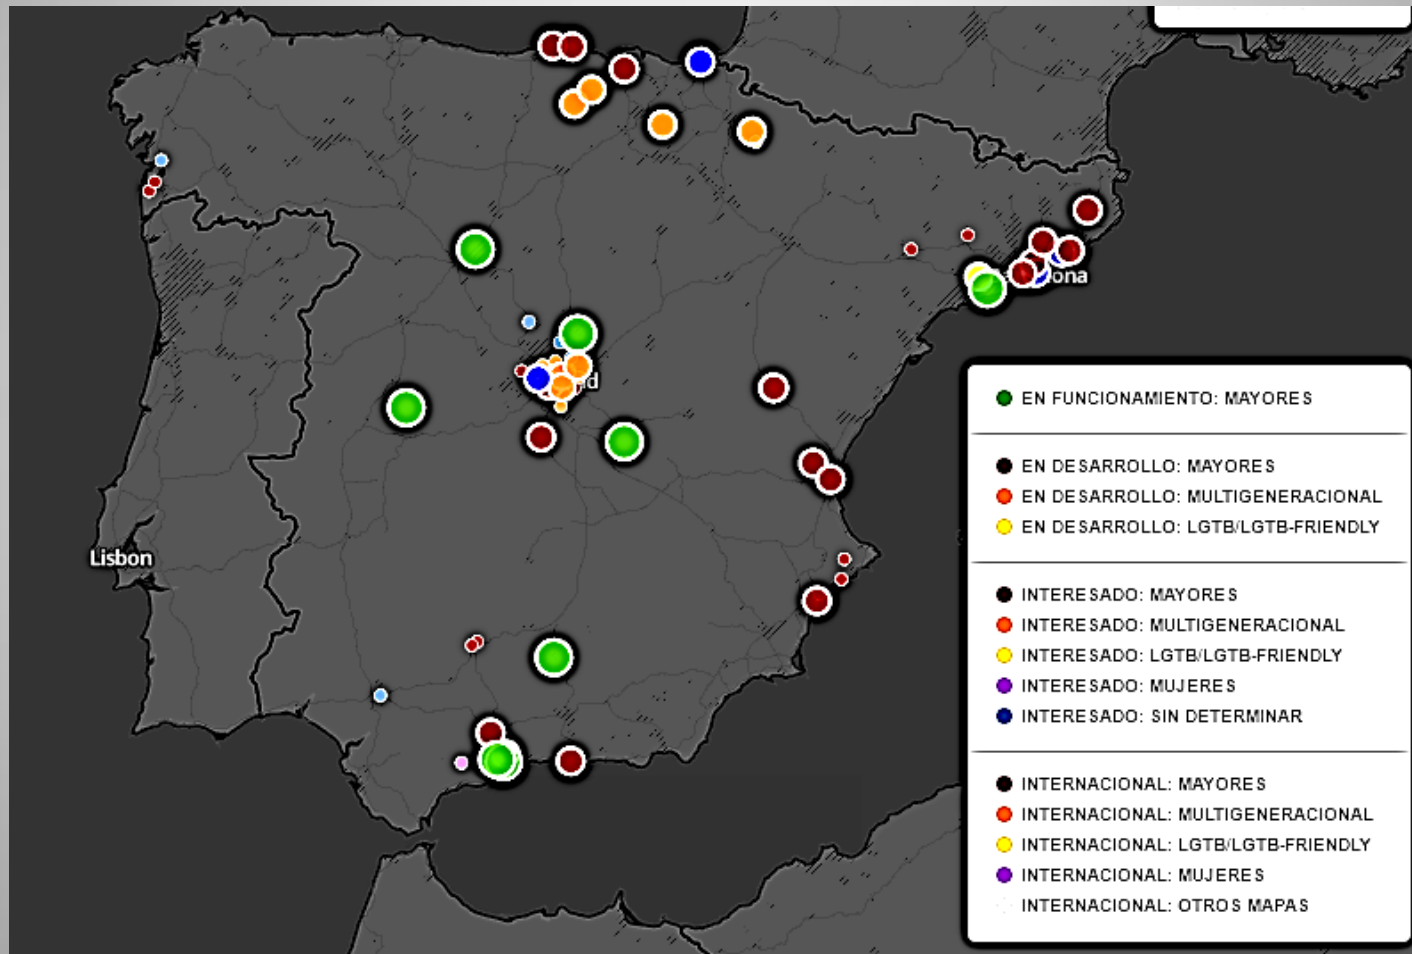 ona
id
Lisbon
EN FUNCIONAMIENTO: MAYORES
EN DESARROLLO: MAYORES
EN DESARROLLO: MULTIGENERACIONAL
EN DESARROLLO: LGTB/LGTB-FRIENDLY
INTERESADO: MAYORES
INTERESADO: MULTIGENERACIONAL
INTERESADO: LGTB/LGTB-FRIENDLY
INTERESADO: MUJERES
INTERESADO: SIN DETERMINAR
INTERNACIONAL: MAYORES
INTERNACIONAL: MULTIGENERACIONAL
INTERNACIONAL: LGTB/LGTB-FRIENDLY
INTERNACIONAL: MUJERES
INTERNACIONAL: OTROS MAPAS